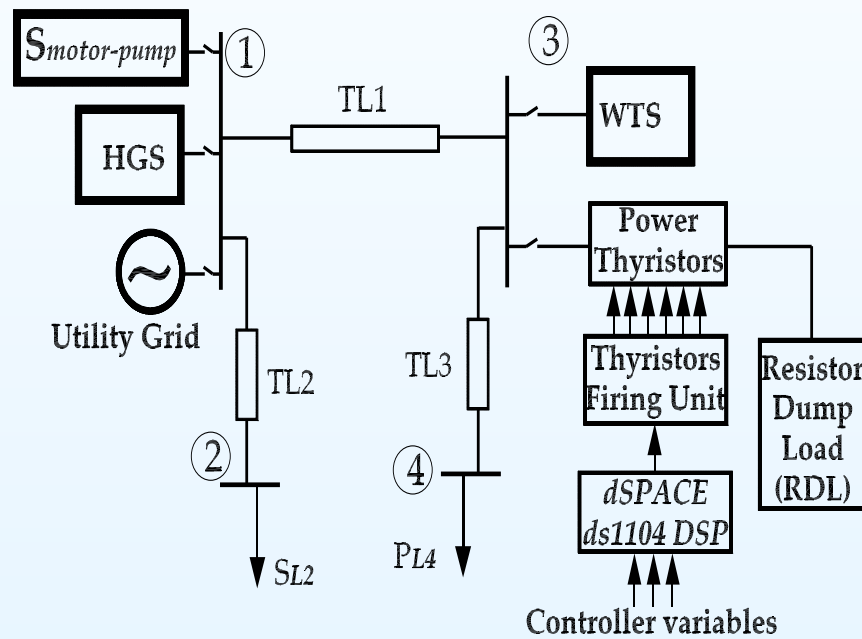 Smotor-pump
1
3
TL1
WTS
HGS
Power
Thyristors
~
Utility Grid
TL2
TL3
Thyristors
Firing Unit
Resistor
Dump
Load
(RDL)
2
4
dSPACE
ds1104 DSP
SL2
PL4
Controller variables